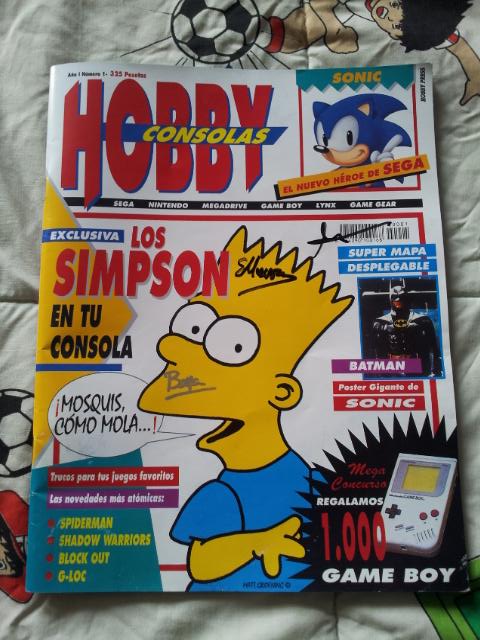 Año I Número 1 - 325 Pesetas
HOBBY
CONSOLAS
SEGA NINTENDO MEGADRIVE GAME BOY LYNX GAME GEAR
SONIC
HOBBY PRESS
EL NUEVO HÉROE DE SEGA
EXCLUSIVA
LOS
SIMPSON
EN TU
CONSOLA
¡MOSQUIS,
CÓMO MOLA...!
SUPER MAPA
DESPLEGABLE
BATMAN
Poster Gigante de
SONIC
Trucos para tus juegos favoritos
Las novedades más atómicas:
SPIDERMAN
SHADOW WARRIORS
BLOCK OUT
G-LOC
Mega
Concurso
REGALAMOS
1.000
GAME BOY
MATT GROENING ©